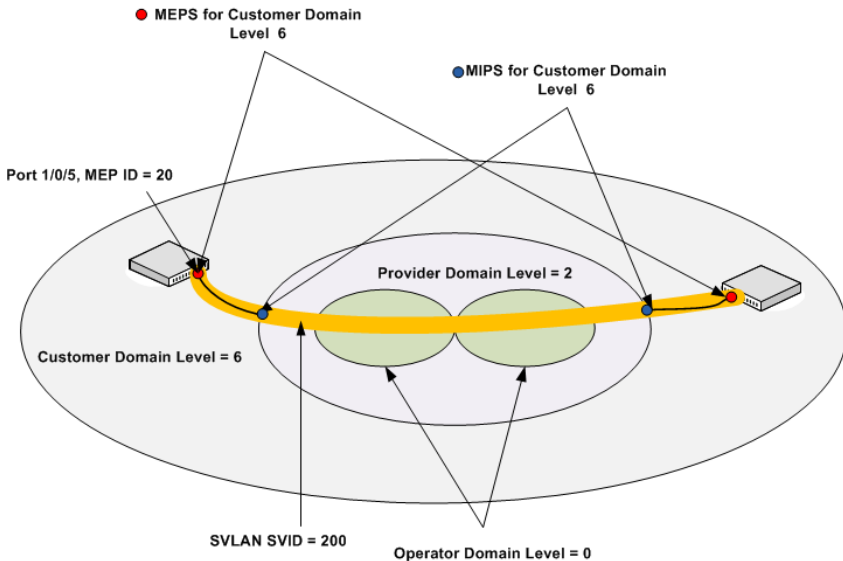 MEPS for Customer Domain
Level 6
MIPS for Customer Domain
Level 6
Port 1/0/5, MEP ID = 20
Provider Domain Level = 2
Customer Domain Level = 6
SVLAN SVID = 200
Operator Domain Level = 0